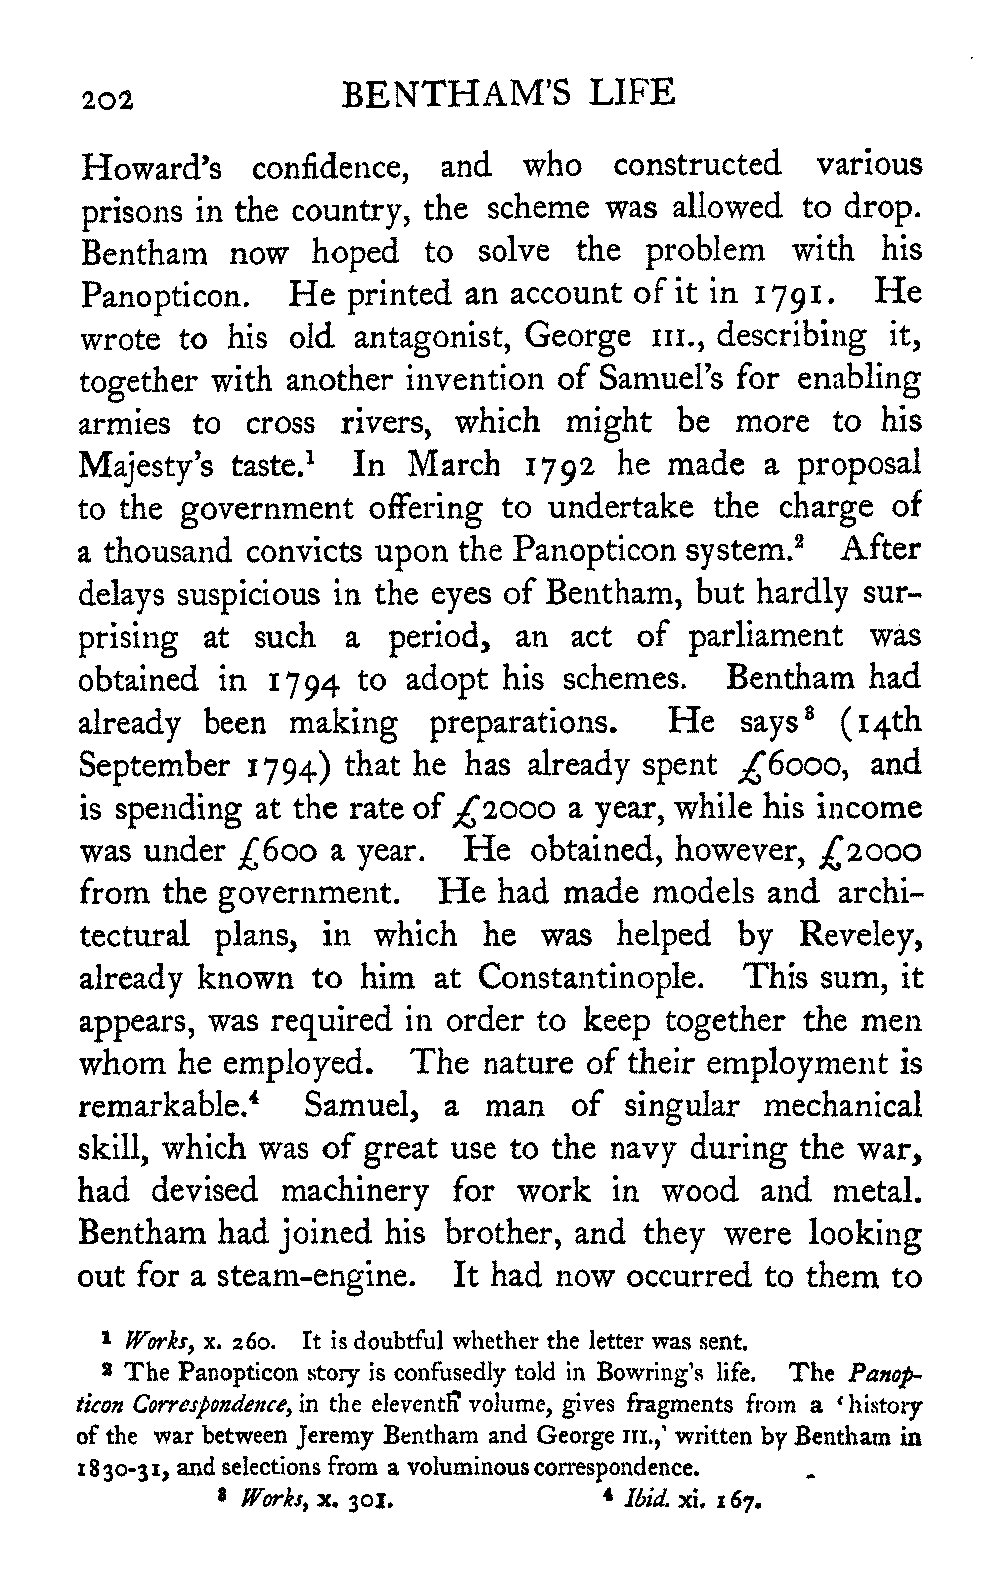 202 BENTHAM'S LIFE
Howard's confidence, and who constructed various
prisons in the country, the scheme was allowed to drop.
Bentham now hoped to solve the problem with his
Panopticon. He printed an account of it in 1791. He
wrote to his old antagonist, George III., describing it,
together with another invention of Samuel's for enabling
armies to cross rivers, which might be more to his
Majesty's taste.¹ In March 1792 he made a proposal
to the government offering to undertake the charge of
a thousand convicts upon the Panopticon system.² After
delays suspicious in the eyes of Bentham, but hardly sur-
prising at such a period, an act of parliament was
obtained in 1794 to adopt his schemes. Bentham had
already been making preparations. He says³ (14th
September 1794) that he has already spent £6000, and
is spending at the rate of £2000 a year, while his income
was under £600 a year. He obtained, however, £2000
from the government. He had made models and archi-
tectural plans, in which he was helped by Reveley,
already known to him at Constantinople. This sum, it
appears, was required in order to keep together the men
whom he employed. The nature of their employment is
remarkable.⁴ Samuel, a man of singular mechanical
skill, which was of great use to the navy during the war,
had devised machinery for work in wood and metal.
Bentham had joined his brother, and they were looking
out for a steam-engine. It had now occurred to them to
¹ Works, x. 260. It is doubtful whether the letter was sent.
² The Panopticon story is confusedly told in Bowring's life. The Panop-
ticon Correspondence, in the eleventh volume, gives fragments from a 'history
of the war between Jeremy Bentham and George III.,' written by Bentham in
1830-31, and selections from a voluminous correspondence.
³ Works, x. 301. ⁴ Ibid. xi. 167.